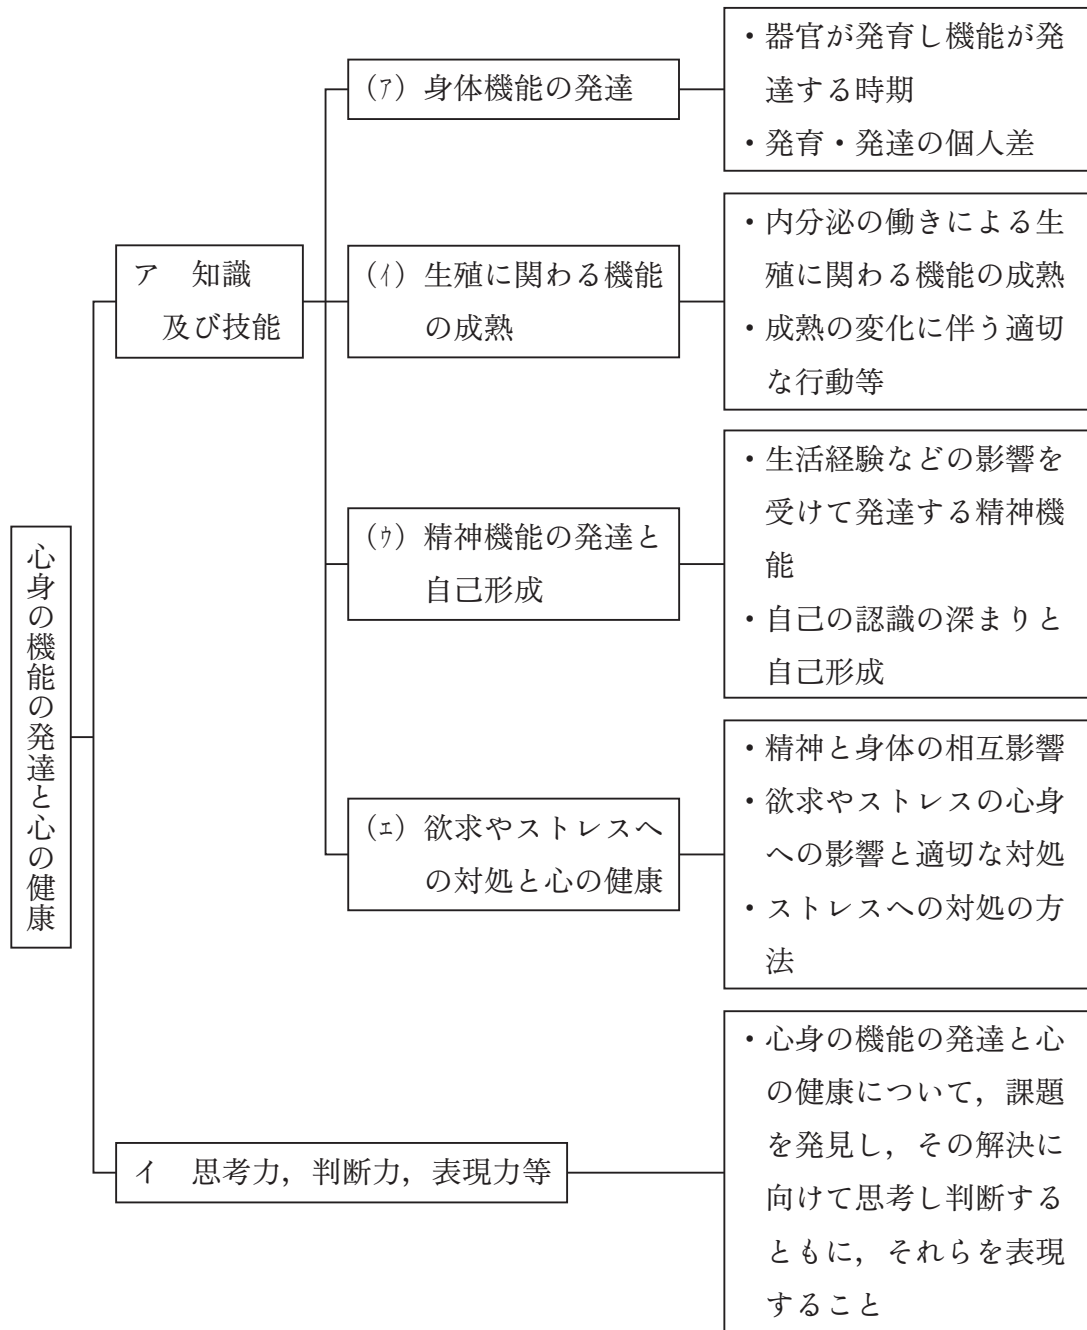 心身の機能の発達と心の健康
ア 知識
及び技能
(ｱ) 身体機能の発達
・器官が発育し機能が発
達する時期
・発育・発達の個人差
(ｲ) 生殖に関わる機能
の成熟
・内分泌の働きによる生
殖に関わる機能の成熟
・成熟の変化に伴う適切
な行動等
(ｳ) 精神機能の発達と
自己形成
・生活経験などの影響を
受けて発達する精神機
能
・自己の認識の深まりと
自己形成
(ｴ) 欲求やストレスへ
の対処と心の健康
・精神と身体の相互影響
・欲求やストレスの心身
への影響と適切な対処
・ストレスへの対処の方
法
イ 思考力，判断力，表現力等
・心身の機能の発達と心
の健康について，課題
を発見し，その解決に
向けて思考し判断する
ともに，それらを表現
すること